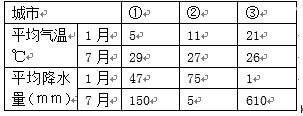 城市 ① ② ③
平均气温℃ 1月 5 11 21
7月 29 27 26
平均降水量(mm) 1月 47 75 1
7月 150 5 610